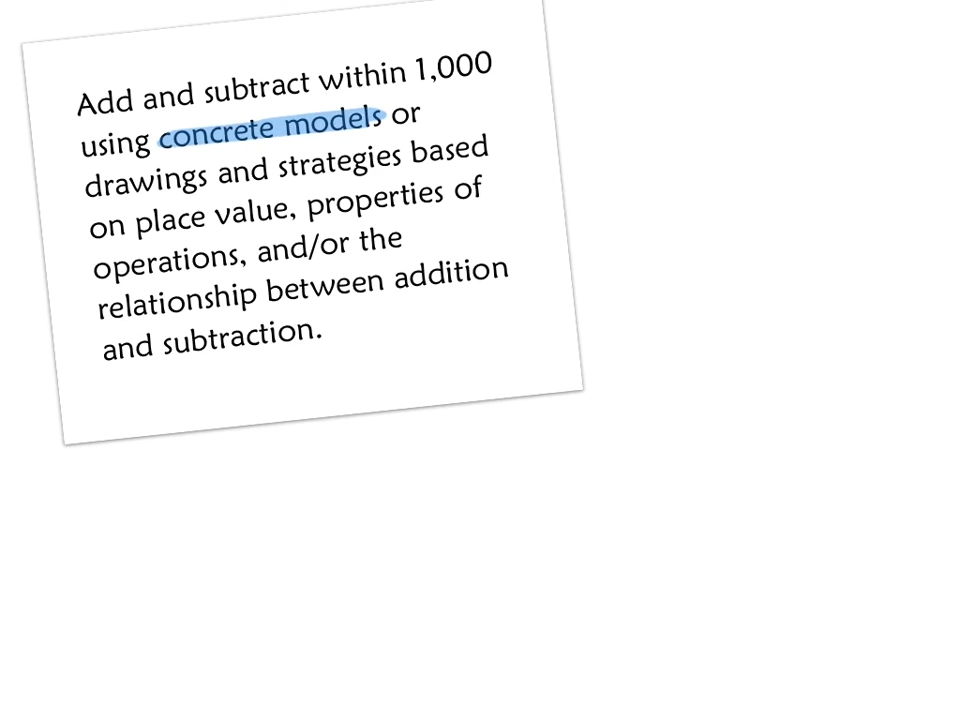 Add and subtract within 1,000
using concrete models or
drawings and strategies based
on place value, properties of
operations, and/or the
relationship between addition
and subtraction.